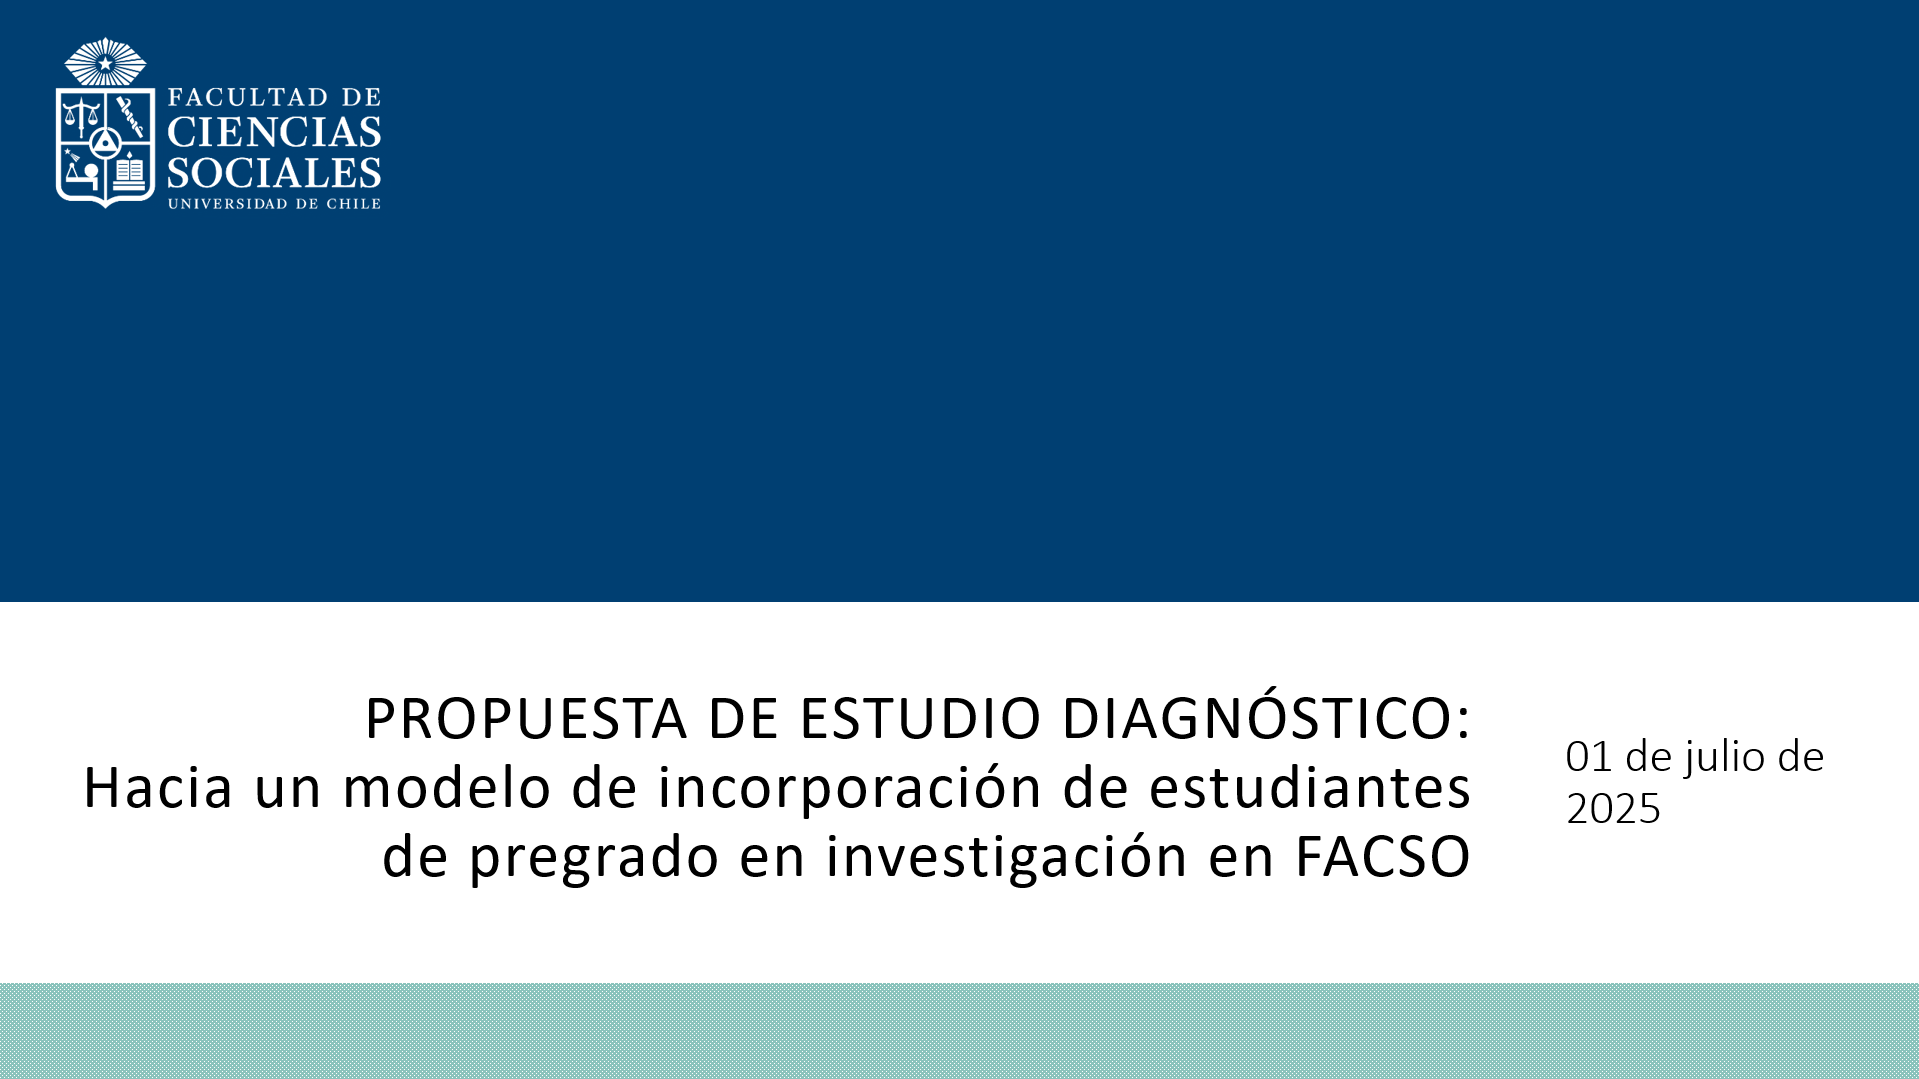 FACULTAD DE
CIENCIAS
SOCIALES
UNIVERSIDAD DE CHILE
PROPUESTA DE ESTUDIO DIAGNÓSTICO:
Hacia un modelo de incorporación de estudiantes
de pregrado en investigación en FACSO
01 de julio de
2025